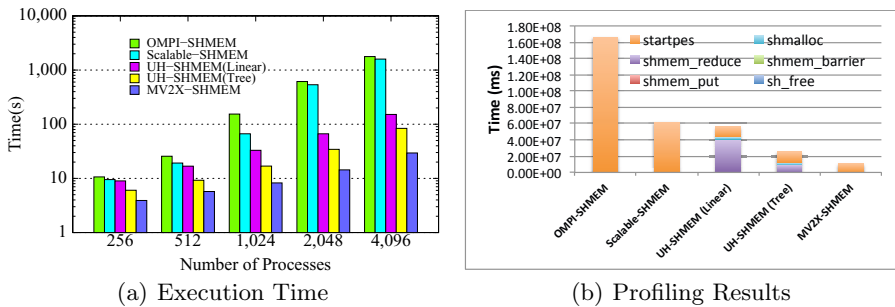 10,000
1,000
100
10
1
Time(s)
OMPI−SHMEM
Scalable−SHMEM
UH−SHMEM(Linear)
UH−SHMEM(Tree)
MV2X−SHMEM
256 512 1,024 2,048 4,096
Number of Processes
(a) Execution Time
1.80E+08
1.60E+08
1.40E+08
1.20E+08
1.00E+08
8.00E+07
6.00E+07
4.00E+07
2.00E+07
0.00E+00
Time (ms)
startpes shmalloc
shmem_reduce shmem_barrier
shmem_put sh_free
OMPI-SHMEM
Scalable-SHMEM
UH-SHMEM (Linear)
UH-SHMEM (Tree)
MV2X-SHMEM
(b) Profiling Results